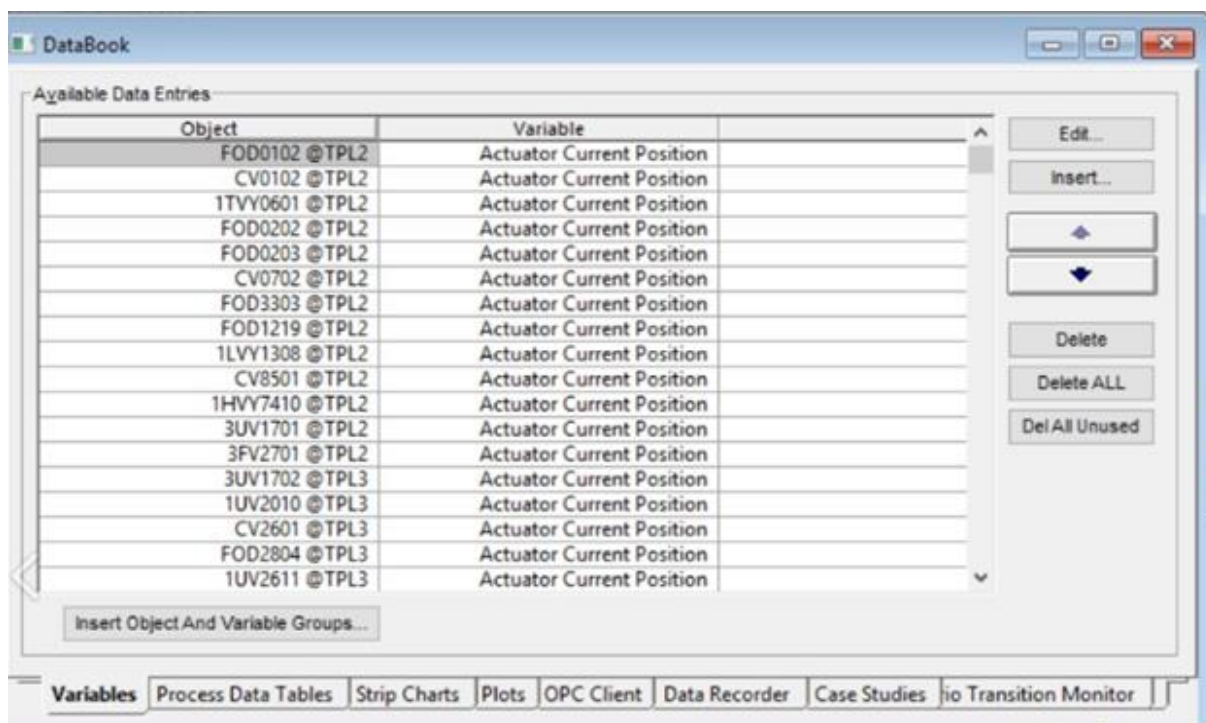 DataBook
Available Data Entries
Object Variable
FOD0102 @TPL2 Actuator Current Position
CV0102 @TPL2 Actuator Current Position
1TVY0601 @TPL2 Actuator Current Position
FOD0202 @TPL2 Actuator Current Position
FOD0203 @TPL2 Actuator Current Position
CV0702 @TPL2 Actuator Current Position
FOD3303 @TPL2 Actuator Current Position
FOD1219 @TPL2 Actuator Current Position
1LVY1308 @TPL2 Actuator Current Position
CV8501 @TPL2 Actuator Current Position
1HVY7410 @TPL2 Actuator Current Position
3UV1701 @TPL2 Actuator Current Position
3FV2701 @TPL2 Actuator Current Position
3UV1702 @TPL3 Actuator Current Position
1UV2010 @TPL3 Actuator Current Position
CV2601 @TPL3 Actuator Current Position
FOD2804 @TPL3 Actuator Current Position
1UV2611 @TPL3 Actuator Current Position
Edit...
Insert...
Delete
Delete ALL
Del All Unused
Insert Object And Variable Groups...
Variables Process Data Tables Strip Charts Plots OPC Client Data Recorder Case Studies io Transition Monitor